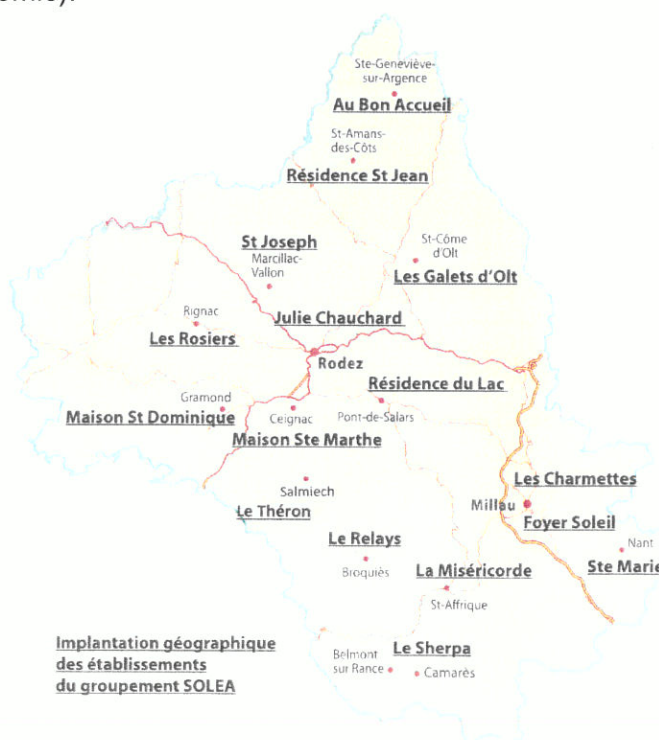 Ste-Geneviève-
sur-Argence
Au Bon Accueil
St-Amans-
des-Côts
Résidence St Jean
St Joseph
Marcillac-
Vallon
St-Côme
d'Olt
Les Galets d'Olt
Rignac
Julie Chauchard
Les Rosiers
Rodez
Résidence du Lac
Gramond
Maison St Dominique
Ceignac
Pont-de-Salars
Maison Ste Marthe
Salmiech
Les Charmettes
Millau
Le Théron
Foyer Soleil
Le Relays
Nant
Broquiès
La Miséricorde
Ste Marie
St-Affrique
Implantation géographique
des établissements
du groupement SOLEA
Belmont
sur Rance
Le Sherpa
Camarès